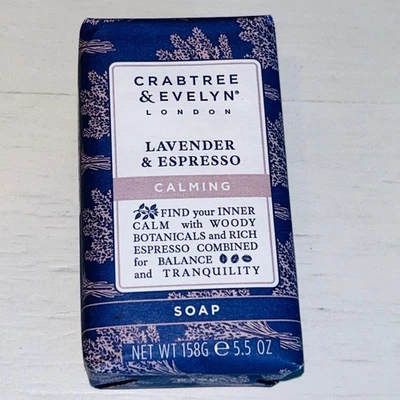 CRABTREE
& EVELYN®
LONDON
LAVENDER
& ESPRESSO
CALMING
FIND your INNER
CALM with WOODY
BOTANICALS and RICH
ESPRESSO COMBINED
for BALANCE
and TRANQUILITY
SOAP
NET WT 158G ℮ 5.5 OZ